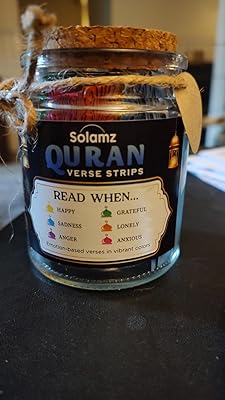 Solamz
QURAN
VERSE STRIPS
READ WHEN...
HAPPY GRATEFUL
SADNESS LONELY
ANGER ANXIOUS
Emotion-based verses in vibrant colors